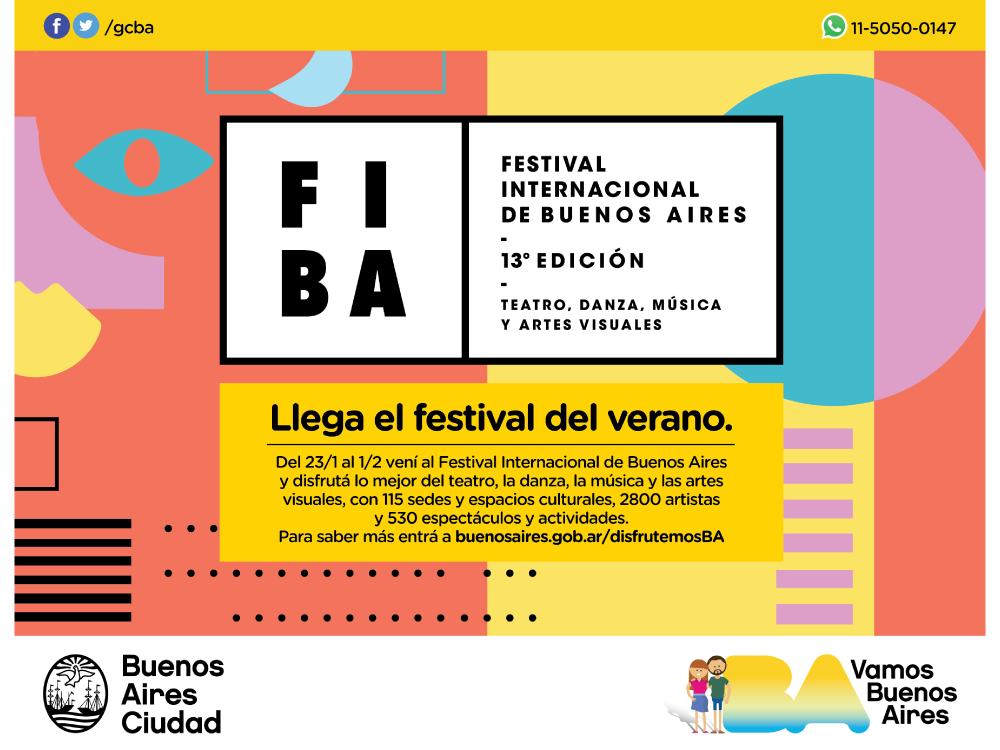 /gcba
11-5050-0147
F I
BA
FESTIVAL
INTERNACIONAL
DE BUENOS AIRES
-
13° EDICIÓN
-
TEATRO, DANZA, MÚSICA
Y ARTES VISUALES
Llega el festival del verano.
Del 23/1 al 1/2 vení al Festival Internacional de Buenos Aires
y disfrutá lo mejor del teatro, la danza, la música y las artes
visuales, con 115 sedes y espacios culturales, 2800 artistas
y 530 espectáculos y actividades.
Para saber más entrá a buenosaires.gob.ar/disfrutemosBA
Buenos
Aires
Ciudad
BA
Vamos
Buenos
Aires